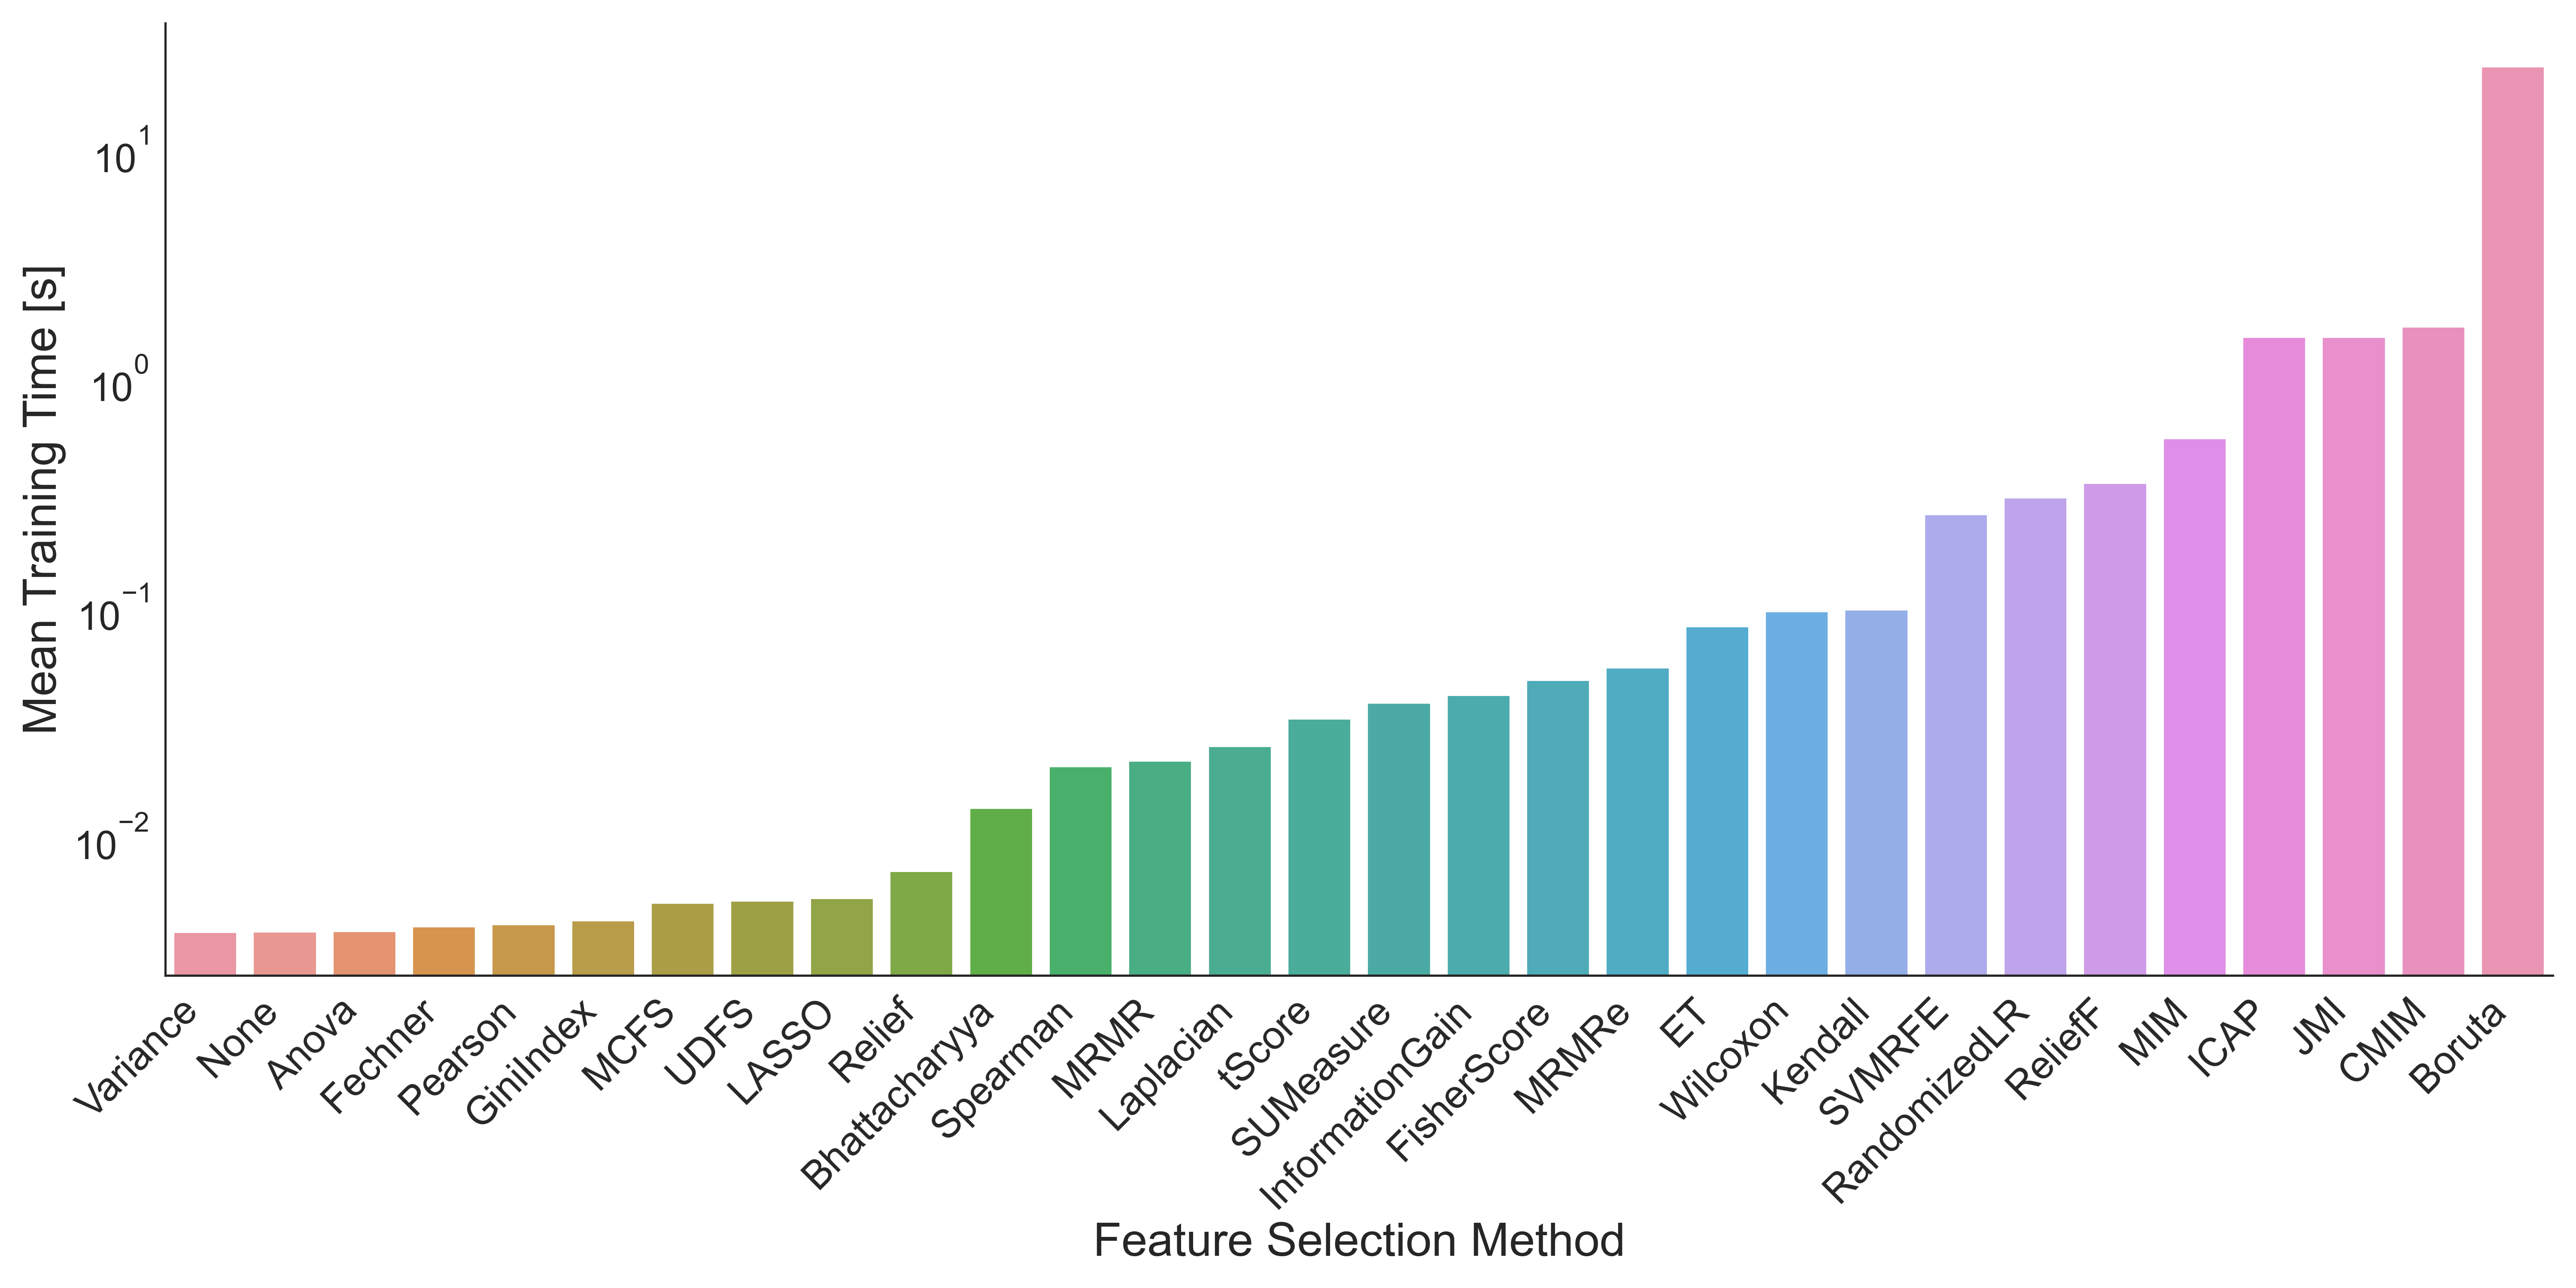 Mean Training Time [s]
10^1
10^0
10^−1
10^−2
Variance
None
Anova
Fechner
Pearson
GiniIndex
MCFS
UDFS
LASSO
Relief
Bhattacharyya
Spearman
MRMR
Laplacian
tScore
SUMeasure
InformationGain
FisherScore
MRMRe
ET
Wilcoxon
Kendall
SVMRFE
RandomizedLR
ReliefF
MIM
ICAP
JMI
CMIM
Boruta
Feature Selection Method